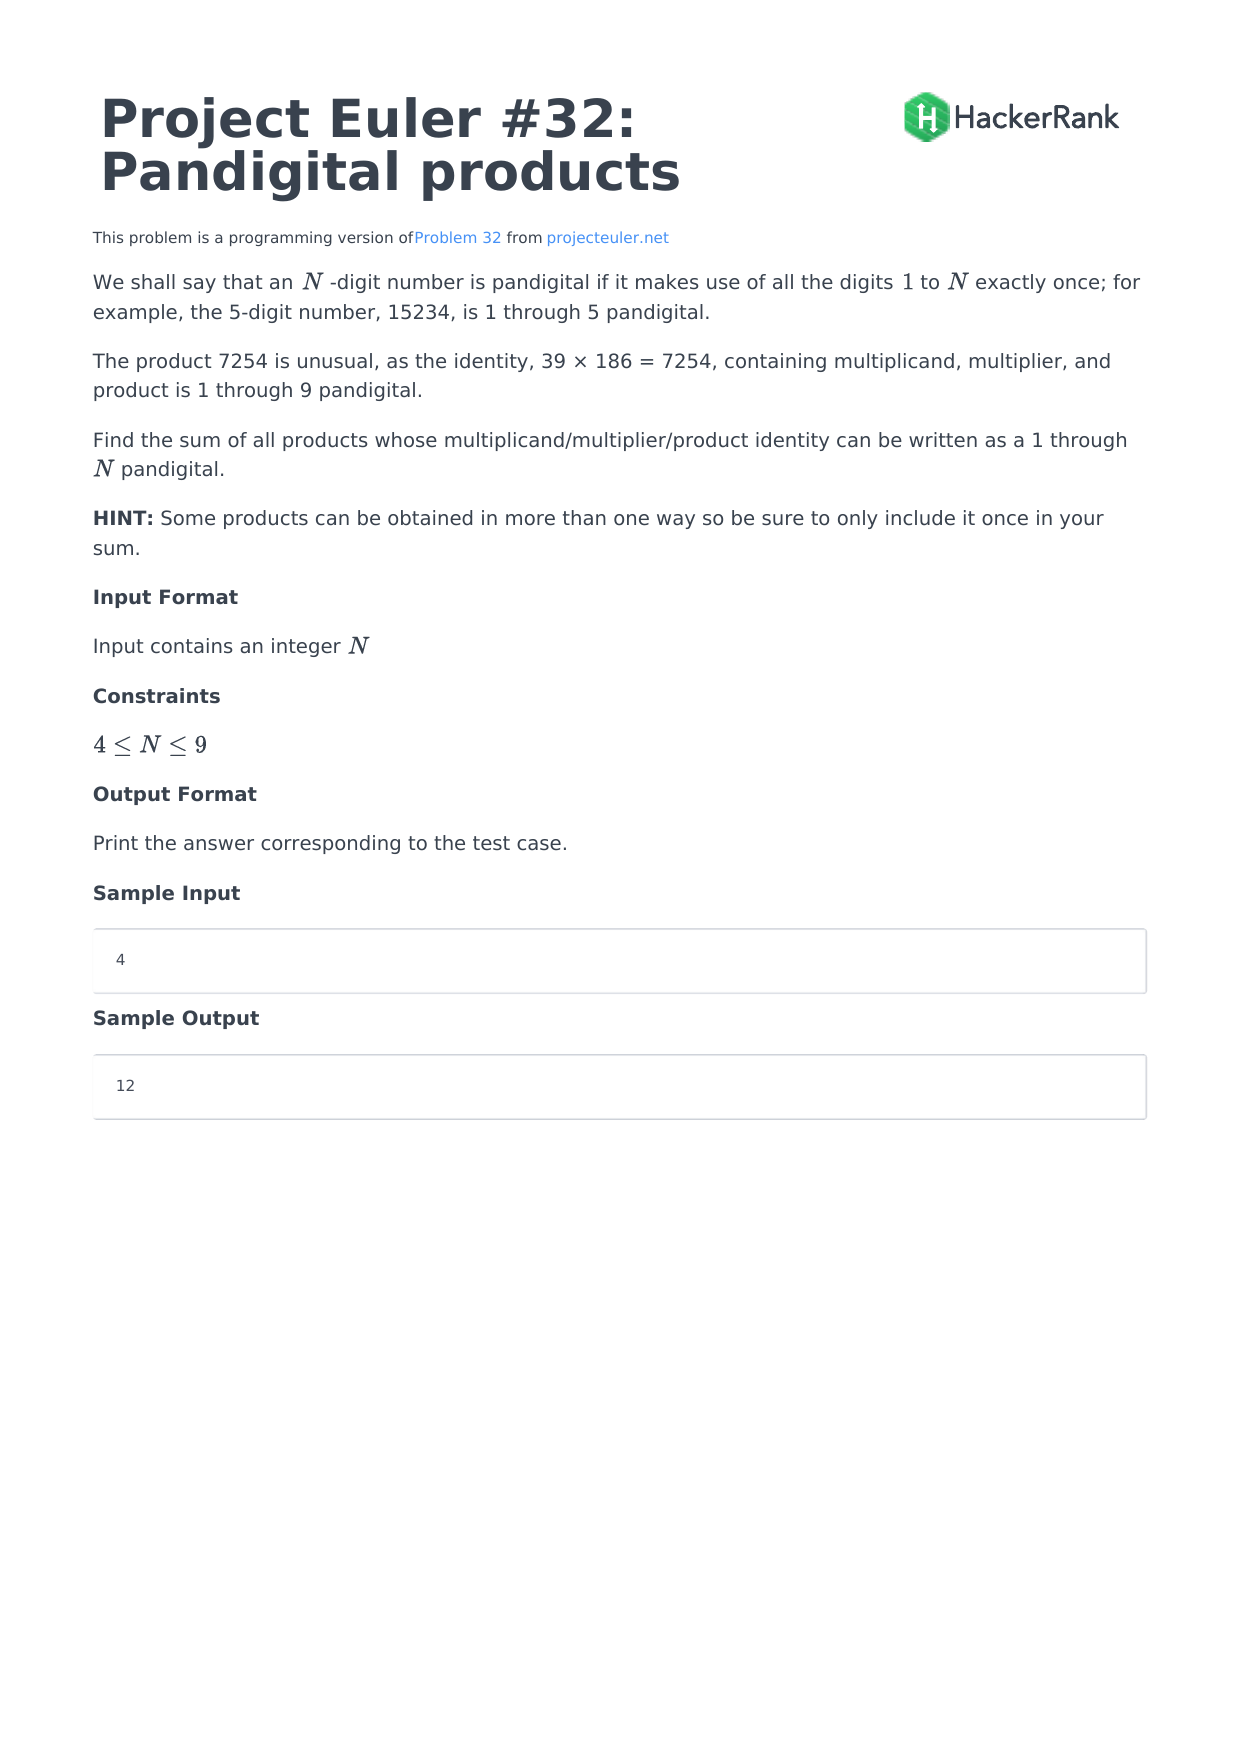 Project Euler #32:
Pandigital products
HackerRank
This problem is a programming version ofProblem 32 from projecteuler.net
We shall say that an N -digit number is pandigital if it makes use of all the digits 1 to N exactly once; for
example, the 5-digit number, 15234, is 1 through 5 pandigital.
The product 7254 is unusual, as the identity, 39 × 186 = 7254, containing multiplicand, multiplier, and
product is 1 through 9 pandigital.
Find the sum of all products whose multiplicand/multiplier/product identity can be written as a 1 through
N pandigital.
HINT: Some products can be obtained in more than one way so be sure to only include it once in your
sum.
Input Format
Input contains an integer N
Constraints
4 ≤ N ≤ 9
Output Format
Print the answer corresponding to the test case.
Sample Input
4
Sample Output
12